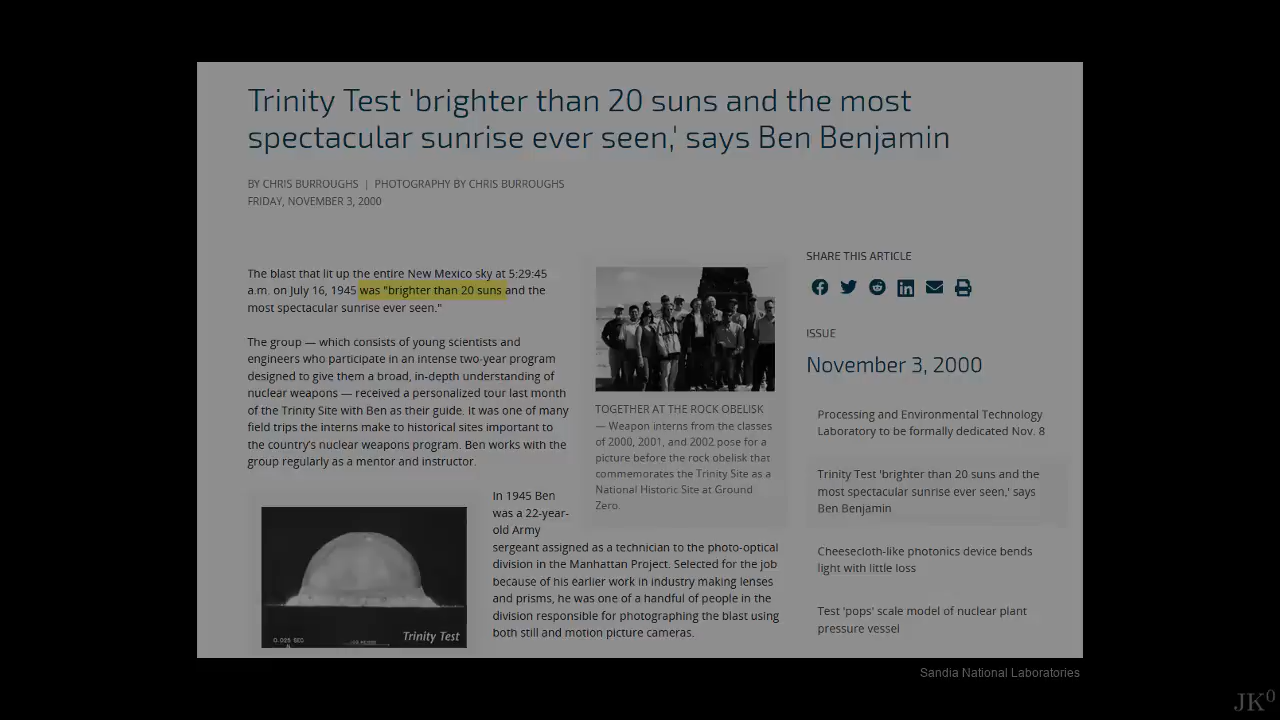 Trinity Test 'brighter than 20 suns and the most
spectacular sunrise ever seen,' says Ben Benjamin
BY CHRIS BURROUGHS | PHOTOGRAPHY BY CHRIS BURROUGHS
FRIDAY, NOVEMBER 3, 2000
The blast that lit up the entire New Mexico sky at 5:29:45
a.m. on July 16, 1945 was "brighter than 20 suns and the
most spectacular sunrise ever seen."
The group — which consists of young scientists and
engineers who participate in an intense two-year program
designed to give them a broad, in-depth understanding of
nuclear weapons — received a personalized tour last month
of the Trinity Site with Ben as their guide. It was one of many
field trips the interns make to historical sites important to
the country's nuclear weapons program. Ben works with the
group regularly as a mentor and instructor.
TOGETHER AT THE ROCK OBELISK
— Weapon interns from the classes
of 2000, 2001, and 2002 pose for a
picture before the rock obelisk that
commemorates the Trinity Site as a
National Historic Site at Ground
Zero.
0.025 SEC
Trinity Test
In 1945 Ben
was a 22-year-
old Army
sergeant assigned as a technician to the photo-optical
division in the Manhattan Project. Selected for the job
because of his earlier work in industry making lenses
and prisms, he was one of a handful of people in the
division responsible for photographing the blast using
both still and motion picture cameras.
SHARE THIS ARTICLE
ISSUE
November 3, 2000
Processing and Environmental Technology
Laboratory to be formally dedicated Nov. 8
Trinity Test 'brighter than 20 suns and the
most spectacular sunrise ever seen,' says
Ben Benjamin
Cheesecloth-like photonics device bends
light with little loss
Test 'pops' scale model of nuclear plant
pressure vessel
Sandia National Laboratories
JK0